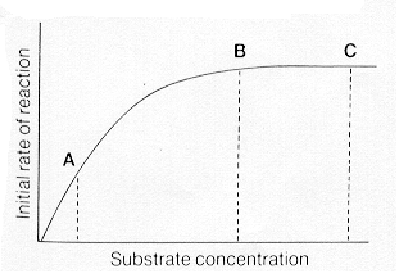 B
C
A
Initial rate of reaction
Substrate concentration